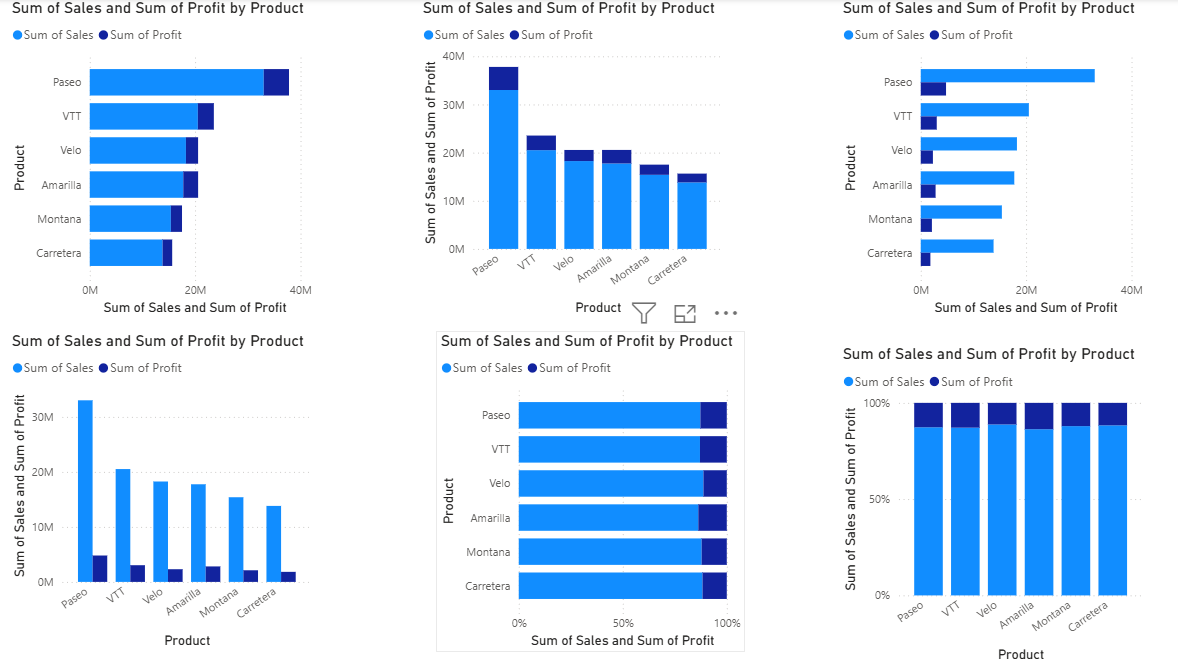 Sum of Sales and Sum of Profit by Product
Sum of Sales Sum of Profit
Product
Paseo
VTT
Velo
Amarilla
Montana
Carretera
0M 20M 40M
Sum of Sales and Sum of Profit
Sum of Sales and Sum of Profit by Product
Sum of Sales Sum of Profit
Sum of Sales and Sum of Profit
40M
30M
20M
10M
0M
Paseo VTT Velo Amarilla Montana Carretera
Product
Sum of Sales and Sum of Profit by Product
Sum of Sales Sum of Profit
Product
Paseo
VTT
Velo
Amarilla
Montana
Carretera
0M 20M 40M
Sum of Sales and Sum of Profit
Sum of Sales and Sum of Profit by Product
Sum of Sales Sum of Profit
Sum of Sales and Sum of Profit
30M
20M
10M
0M
Paseo VTT Velo Amarilla Montana Carretera
Product
Sum of Sales and Sum of Profit by Product
Sum of Sales Sum of Profit
Product
Paseo
VTT
Velo
Amarilla
Montana
Carretera
0% 50% 100%
Sum of Sales and Sum of Profit
Sum of Sales and Sum of Profit by Product
Sum of Sales Sum of Profit
Sum of Sales and Sum of Profit
100%
50%
0%
Paseo VTT Velo Amarilla Montana Carretera
Product